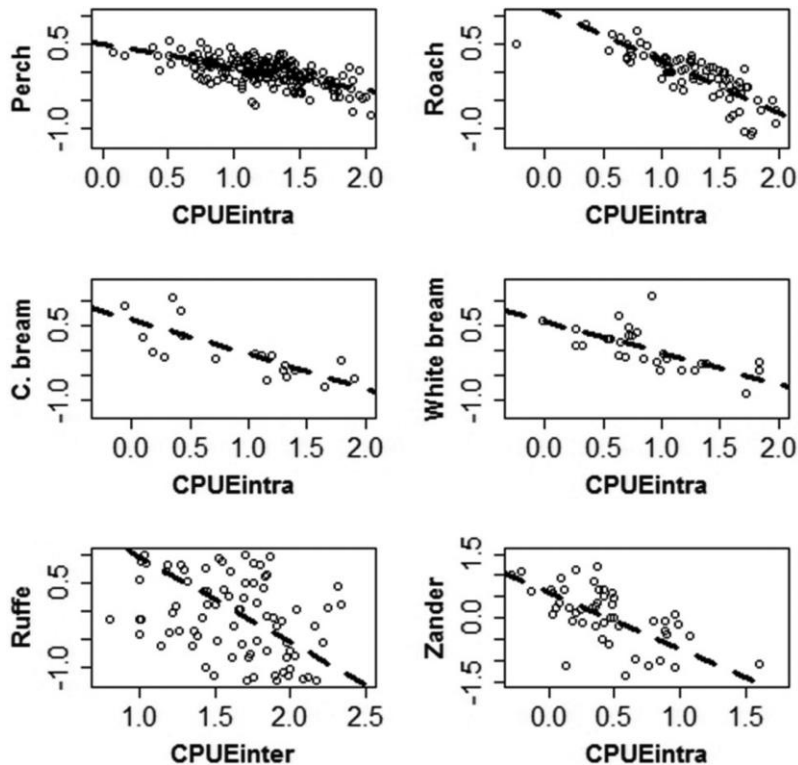 Perch
0.5
-1.0
0.0 0.5 1.0 1.5 2.0
CPUEintra
Roach
0.5
-1.0
0.0 0.5 1.0 1.5 2.0
CPUEintra
C. bream
0.5
-1.0
0.0 0.5 1.0 1.5 2.0
CPUEintra
White bream
0.5
-1.0
0.0 0.5 1.0 1.5 2.0
CPUEintra
Ruffe
0.5
-1.0
1.0 1.5 2.0 2.5
CPUEinter
Zander
1.5
0.0
-1.5
0.0 0.5 1.0 1.5
CPUEintra